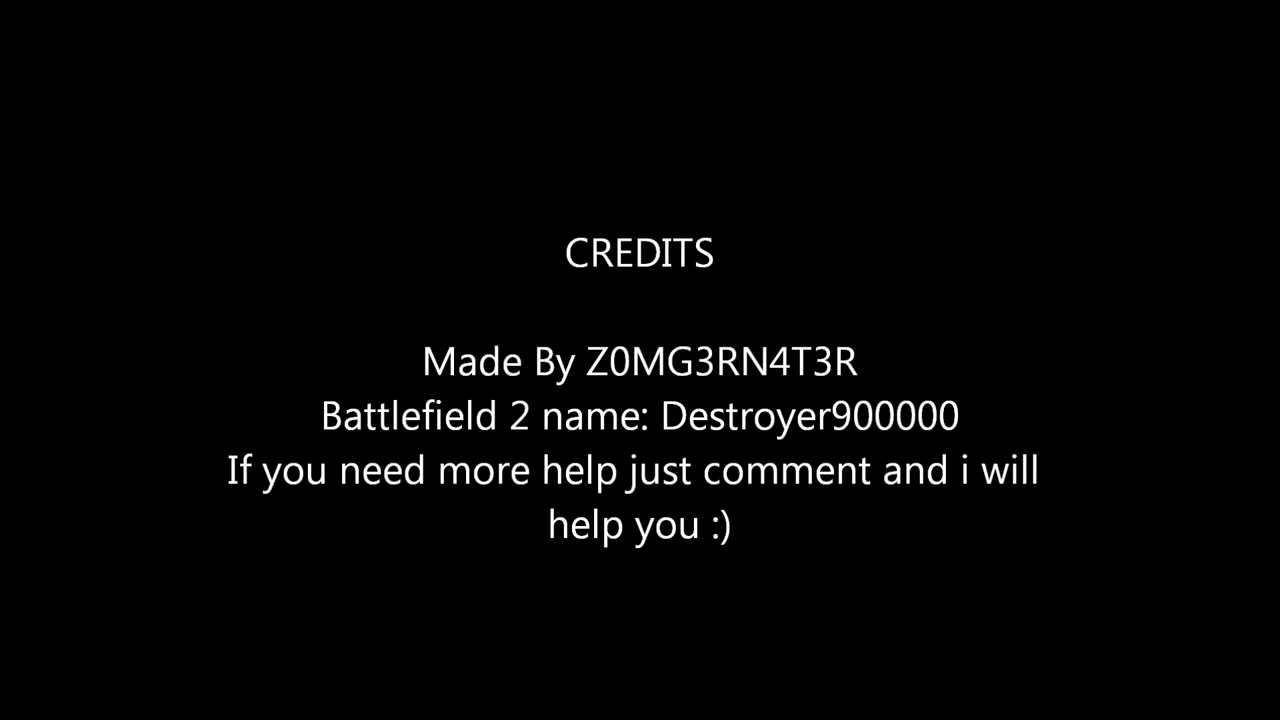 CREDITS
Made By Z0MG3RN4T3R
Battlefield 2 name: Destroyer900000
If you need more help just comment and i will
help you :)